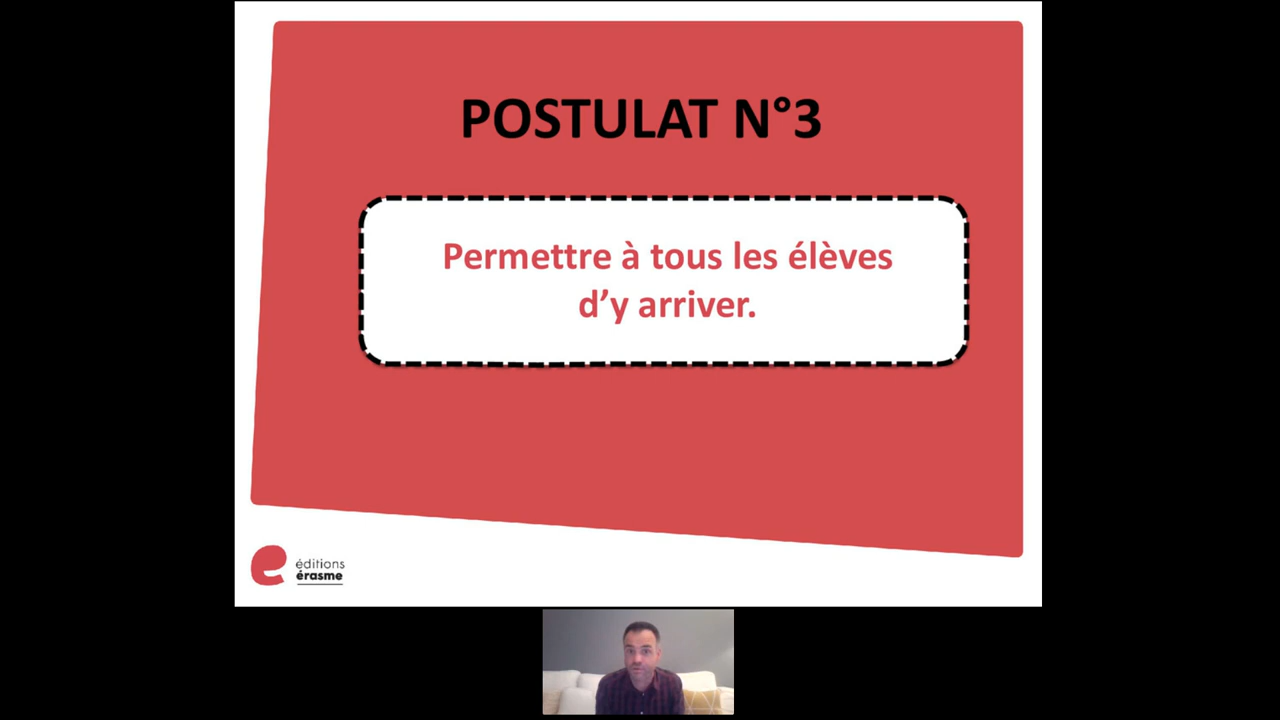 POSTULAT N°3
Permettre à tous les élèves
d’y arriver.
éditions
érasme